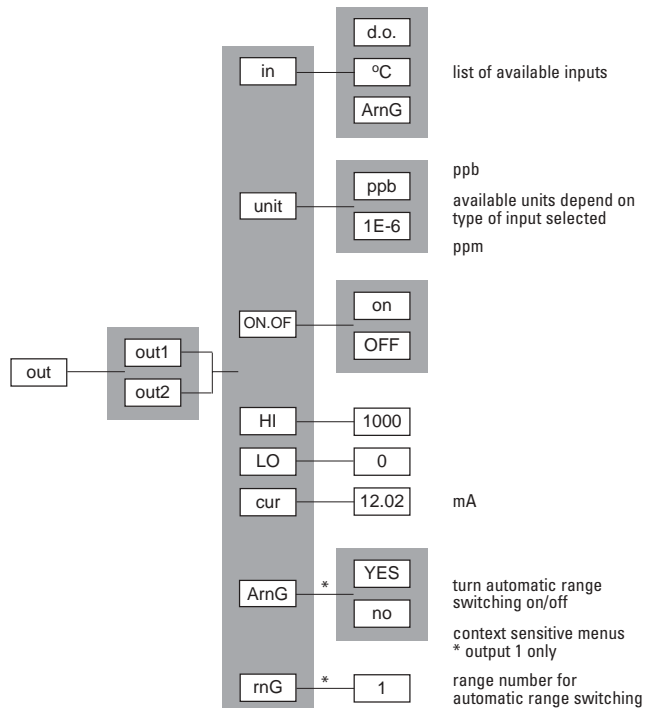 d.o.
in
ºC
list of available inputs
ArnG
ppb
ppb
unit
available units depend on
type of input selected
1E-6
ppm
on
ON.OF
OFF
out1
out
out2
HI
1000
LO
0
cur
12.02
mA
YES
ArnG
*
turn automatic range
switching on/off
no
context sensitive menus
* output 1 only
rnG
*
1
range number for
automatic range switching